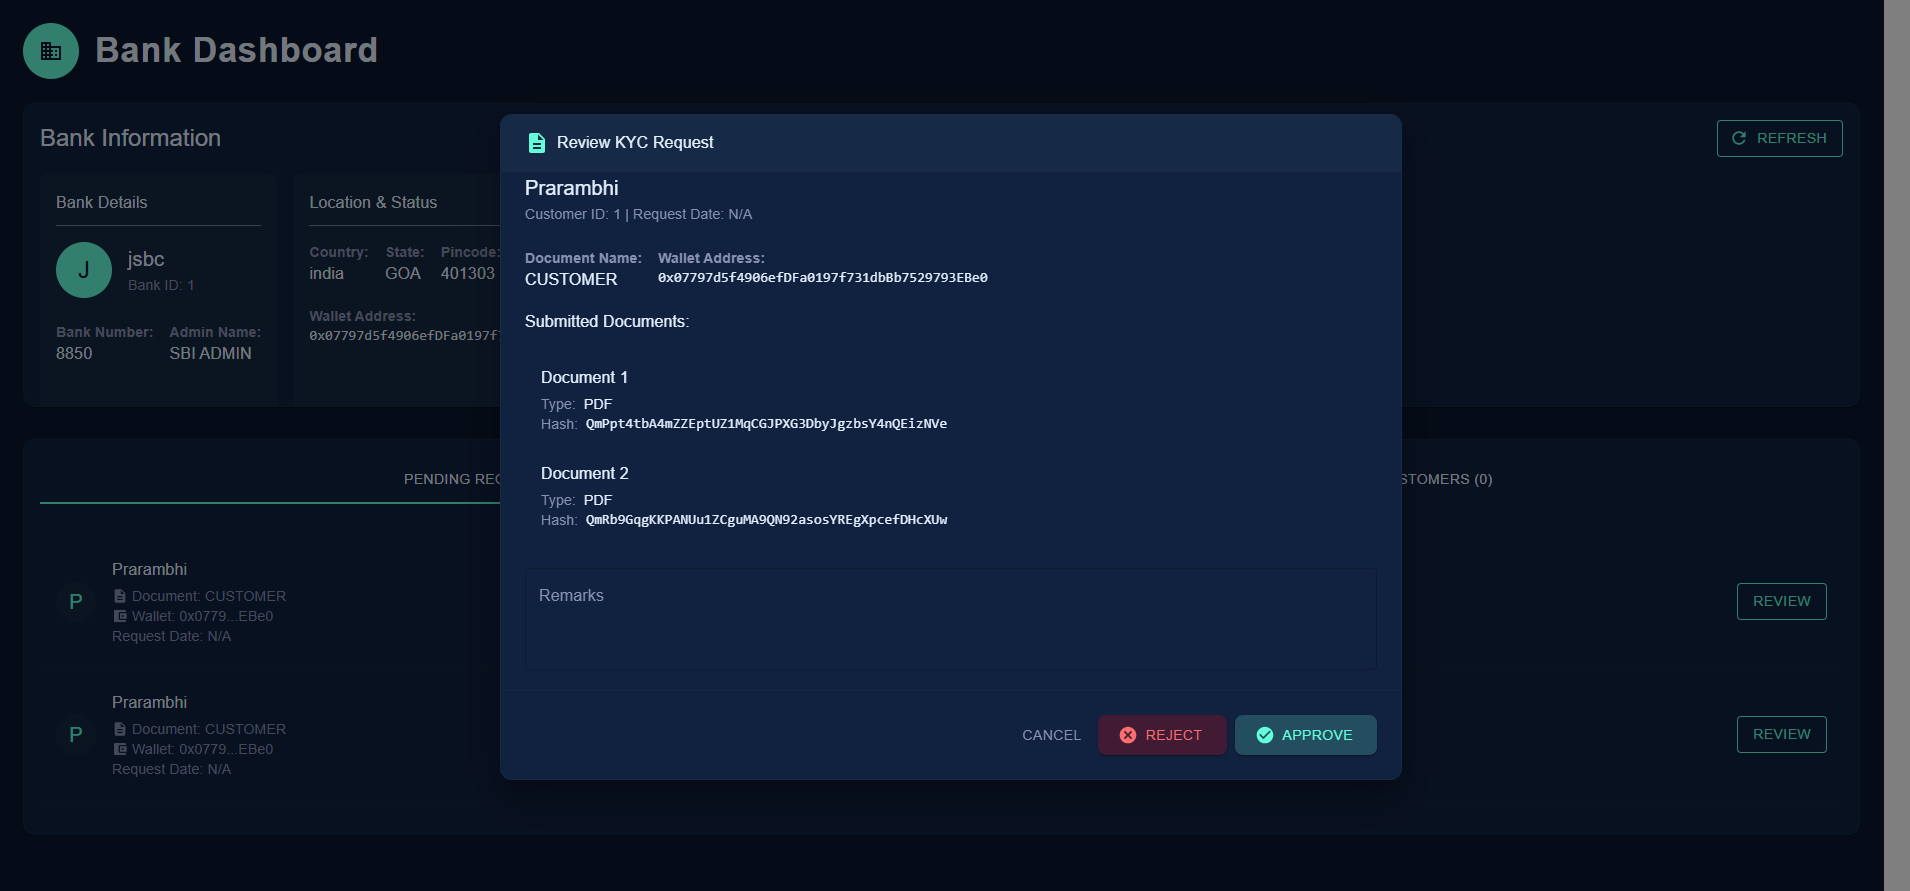 Bank Dashboard
Bank Information
REFRESH
Bank Details
J
jsbc
Bank ID: 1
Bank Number: Admin Name:
8850 SBI ADMIN
Location & Status
Country: State: Pincode:
india GOA 401303
Wallet Address:
0x07797d5f4906efDFa0197f
Review KYC Request
Prarambhi
Customer ID: 1 | Request Date: N/A
Document Name: Wallet Address:
CUSTOMER 0x07797d5f4906efDFa0197f731dbBb7529793EBe0
Submitted Documents:
Document 1
Type: PDF
Hash: QmPpt4tbA4mZZEptUZ1MqCGJPXG3DbyJgzbsY4nQEizNVe
Document 2
Type: PDF
Hash: QmRb9GqgKKPANUu1ZCguMA9QN92asosYREgXpcefDHcXUw
Remarks
CANCEL REJECT APPROVE
PENDING
STOMERS (0)
P
Prarambhi
Document: CUSTOMER
Wallet: 0x0779...EBe0
Request Date: N/A
REVIEW
P
Prarambhi
Document: CUSTOMER
Wallet: 0x0779...EBe0
Request Date: N/A
REVIEW